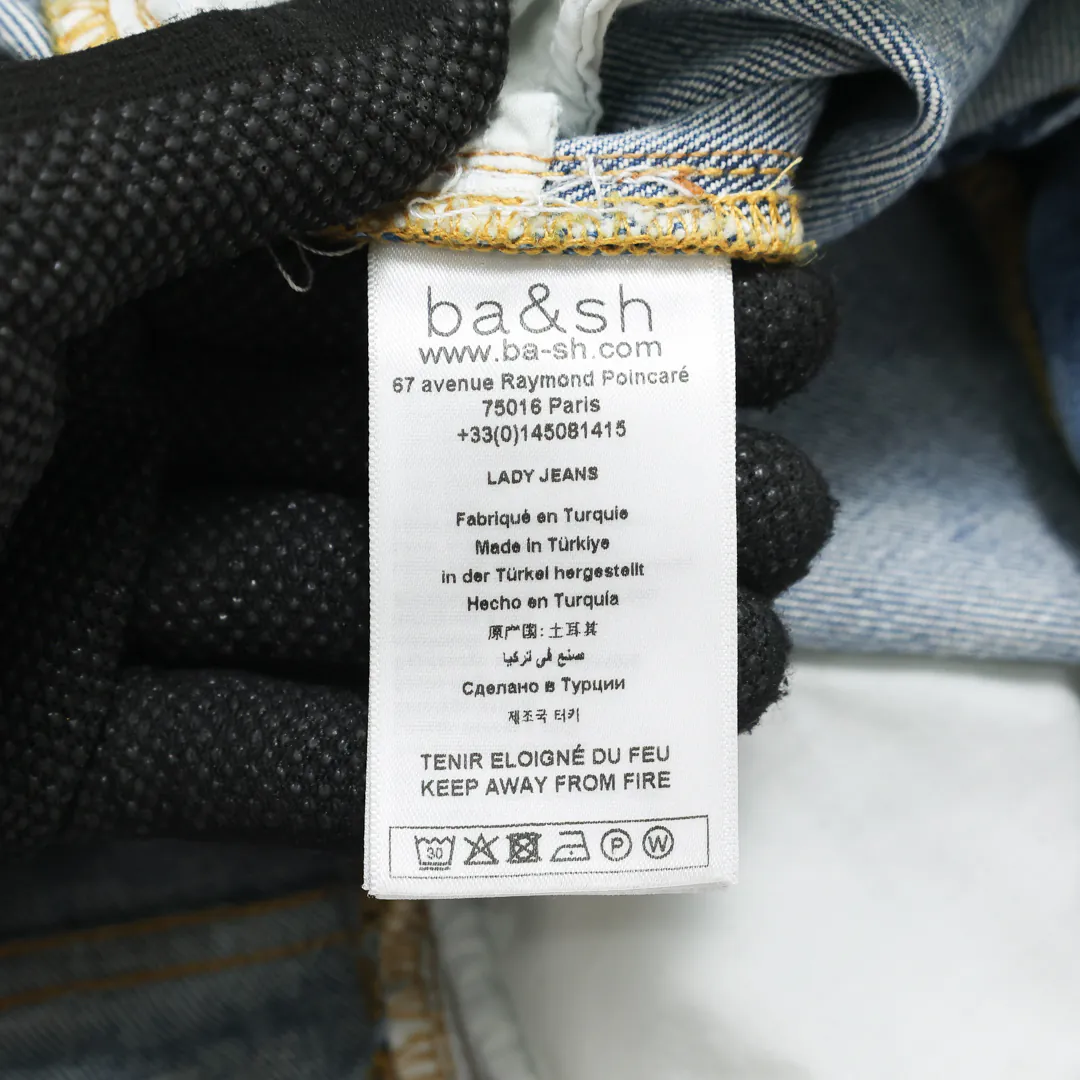 ba&sh
www.ba-sh.com
67 avenue Raymond Poincaré
75016 Paris
+33(0)145081415
LADY JEANS
Fabriqué en Turquie
Made in Türkiye
in der Türkei hergestellt
Hecho en Turquía
原产国:土耳其
صنع في تركيا
Сделано в Турции
제조국 터키
TENIR ELOIGNÉ DU FEU
KEEP AWAY FROM FIRE
30 P W